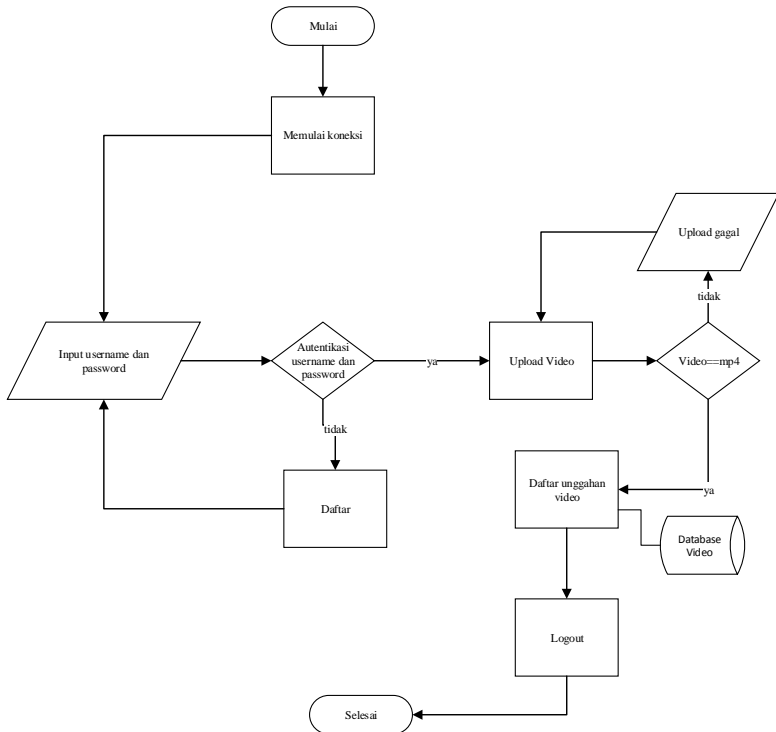 Mulai
Memulai koneksi
Upload gagal
tidak
Input username dan
password
Autentikasi
username dan
password
ya
Upload Video
Video==mp4
tidak
Daftar
Daftar unggahan
video
ya
Database
Video
Logout
Selesai